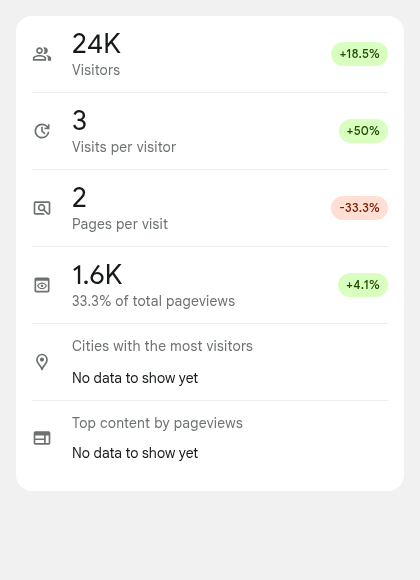 24K
Visitors
+18.5%
3
Visits per visitor
+50%
2
Pages per visit
-33.3%
1.6K
33.3% of total pageviews
+4.1%
Cities with the most visitors
No data to show yet
Top content by pageviews
No data to show yet